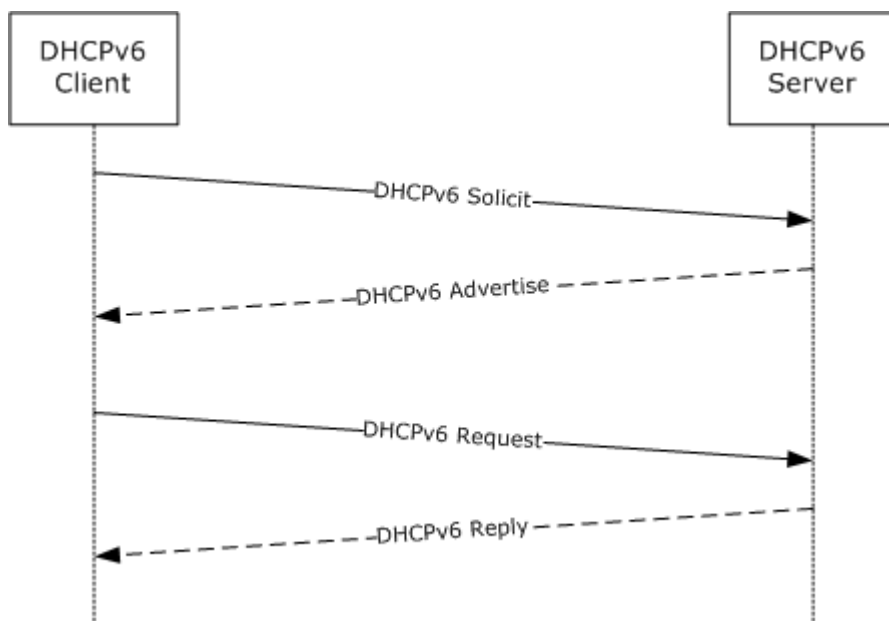 DHCPv6
Client
DHCPv6
Server
DHCPv6 Solicit
DHCPv6 Advertise
DHCPv6 Request
DHCPv6 Reply